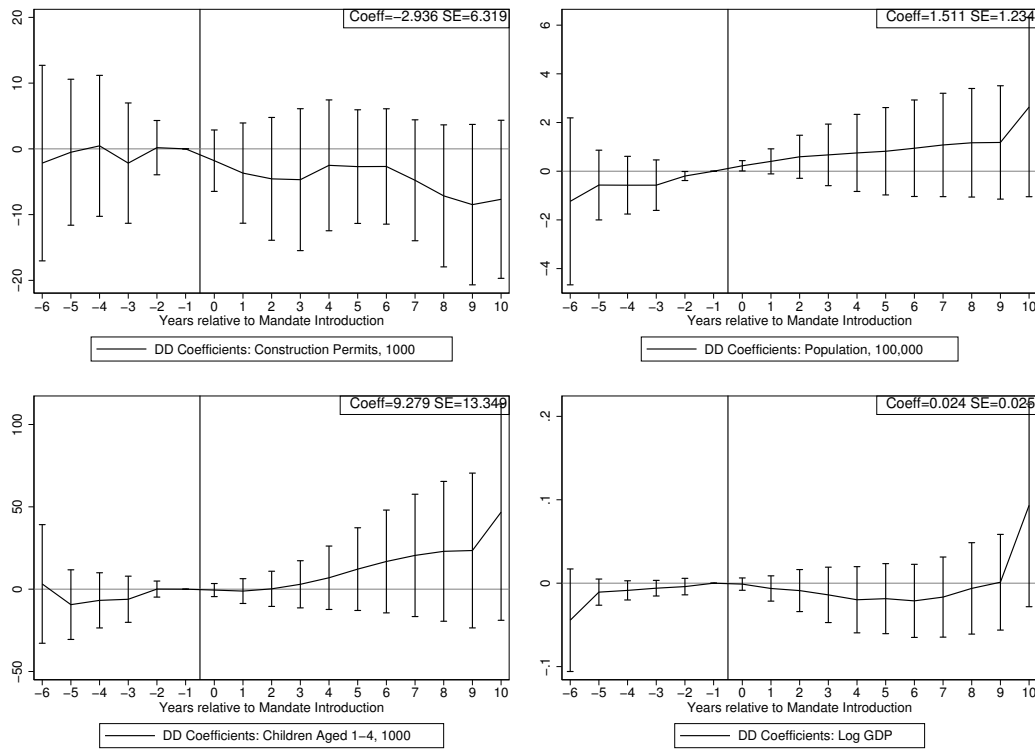 Coeff=−2.936 SE=6.319
20
10
0
−10
−20
−6 −5 −4 −3 −2 −1 0 1 2 3 4 5 6 7 8 9 10
Years relative to Mandate Introduction
DD Coefficients: Construction Permits, 1000
Coeff=1.511 SE=1.234
6
4
2
0
−2
−4
−6 −5 −4 −3 −2 −1 0 1 2 3 4 5 6 7 8 9 10
Years relative to Mandate Introduction
DD Coefficients: Population, 100,000
Coeff=9.279 SE=13.349
100
50
0
50
−6 −5 −4 −3 −2 −1 0 1 2 3 4 5 6 7 8 9 10
Years relative to Mandate Introduction
DD Coefficients: Children Aged 1−4, 1000
Coeff=0.024 SE=0.025
.2
.1
0
−.1
−6 −5 −4 −3 −2 −1 0 1 2 3 4 5 6 7 8 9 10
Years relative to Mandate Introduction
DD Coefficients: Log GDP